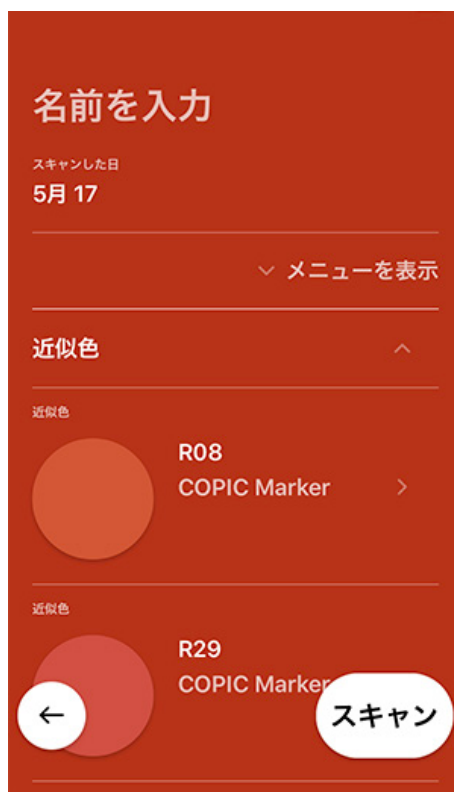 名前を入力
スキャンした日
5月 17
メニューを表示
近似色
近似色
R08
COPIC Marker
近似色
R29
COPIC Marker
スキャン